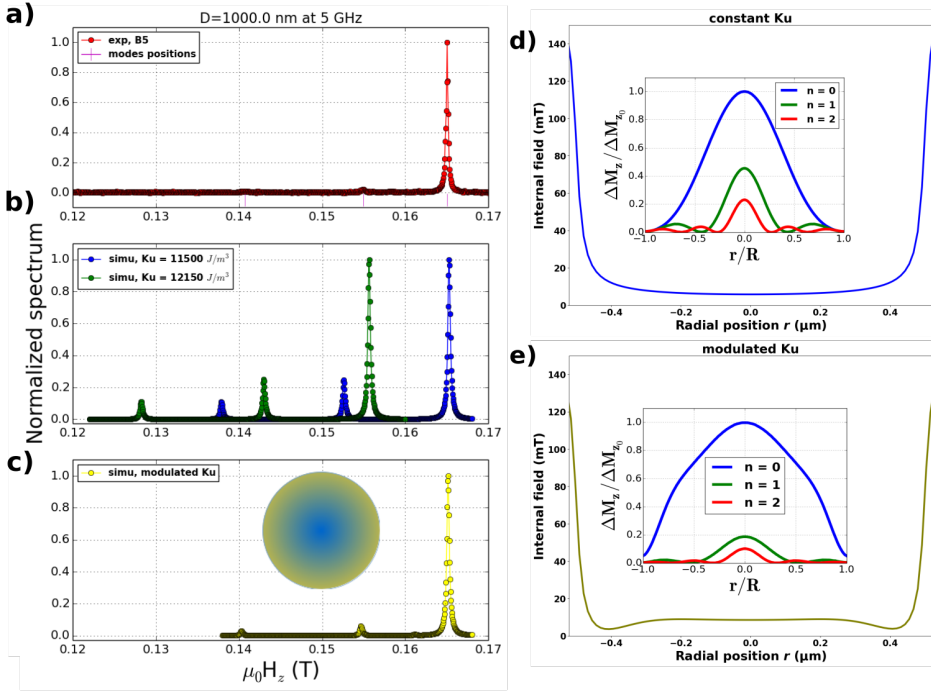 a)
D=1000.0 nm at 5 GHz
exp, B5
modes positions
1.0
0.8
0.6
0.4
0.2
0.0
0.12 0.13 0.14 0.15 0.16 0.17
b)
simu, Ku = 11500 J/m³
simu, Ku = 12150 J/m³
1.0
0.8
0.6
0.4
0.2
0.0
0.12 0.13 0.14 0.15 0.16 0.17
Normalized spectrum
c)
simu, modulated Ku
1.0
0.8
0.6
0.4
0.2
0.0
0.12 0.13 0.14 0.15 0.16 0.17
μ₀H_z (T)
d)
constant Ku
Internal field (mT)
140
120
100
80
60
40
20
0
−0.4 −0.2 0.0 0.2 0.4
Radial position r (μm)
ΔM_z/ΔM_z₀
1.0
0.8
0.6
0.4
0.2
0.0
−1.0 −0.5 0.0 0.5 1.0
r/R
n = 0
n = 1
n = 2
e)
modulated Ku
Internal field (mT)
140
120
100
80
60
40
20
0
−0.4 −0.2 0.0 0.2 0.4
Radial position r (μm)
ΔM_z/ΔM_z₀
1.0
0.8
0.6
0.4
0.2
0.0
−1.0 −0.5 0.0 0.5 1.0
r/R
n = 0
n = 1
n = 2